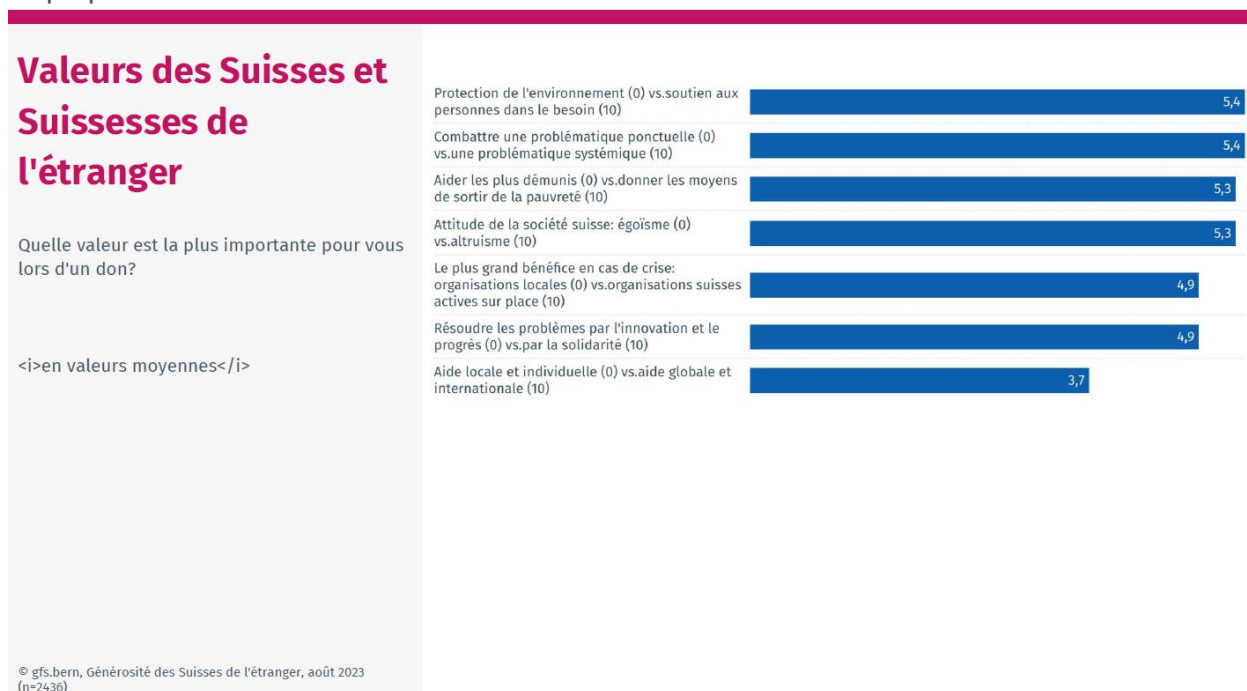 Valeurs des Suisses et
Suissesses de
l'étranger
Quelle valeur est la plus importante pour vous
lors d'un don?
<i>en valeurs moyennes</i>
Protection de l'environnement (0) vs.soutien aux
personnes dans le besoin (10)
5,4
Combattre une problématique ponctuelle (0)
vs.une problématique systémique (10)
5,4
Aider les plus démunis (0) vs.donner les moyens
de sortir de la pauvreté (10)
5,3
Attitude de la société suisse: égoïsme (0)
vs.altruisme (10)
5,3
Le plus grand bénéfice en cas de crise:
organisations locales (0) vs.organisations suisses
actives sur place (10)
4,9
Résoudre les problèmes par l'innovation et le
progrès (0) vs.par la solidarité (10)
4,9
Aide locale et individuelle (0) vs.aide globale et
internationale (10)
3,7
© gfs.bern, Générosité des Suisses de l'étranger, août 2023
(n=2436)